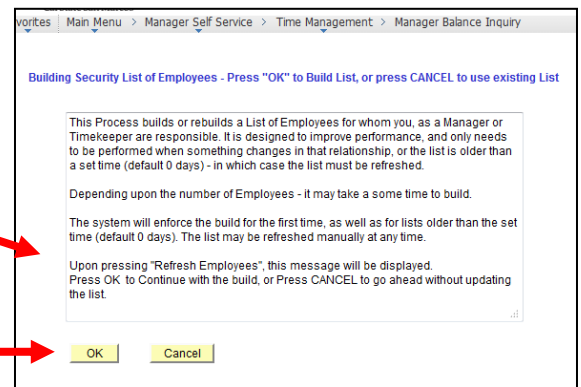 vorites Main Menu > Manager Self Service > Time Management > Manager Balance Inquiry
Building Security List of Employees - Press "OK" to Build List, or press CANCEL to use existing List
This Process builds or rebuilds a List of Employees for whom you, as a Manager or
Timekeeper are responsible. It is designed to improve performance, and only needs
to be performed when something changes in that relationship, or the list is older than
a set time (default 0 days) - in which case the list must be refreshed.
Depending upon the number of Employees - it may take a some time to build.
The system will enforce the build for the first time, as well as for lists older than the set
time (default 0 days). The list may be refreshed manually at any time.
Upon pressing "Refresh Employees", this message will be displayed.
Press OK to Continue with the build, or Press CANCEL to go ahead without updating
the list.
OK Cancel